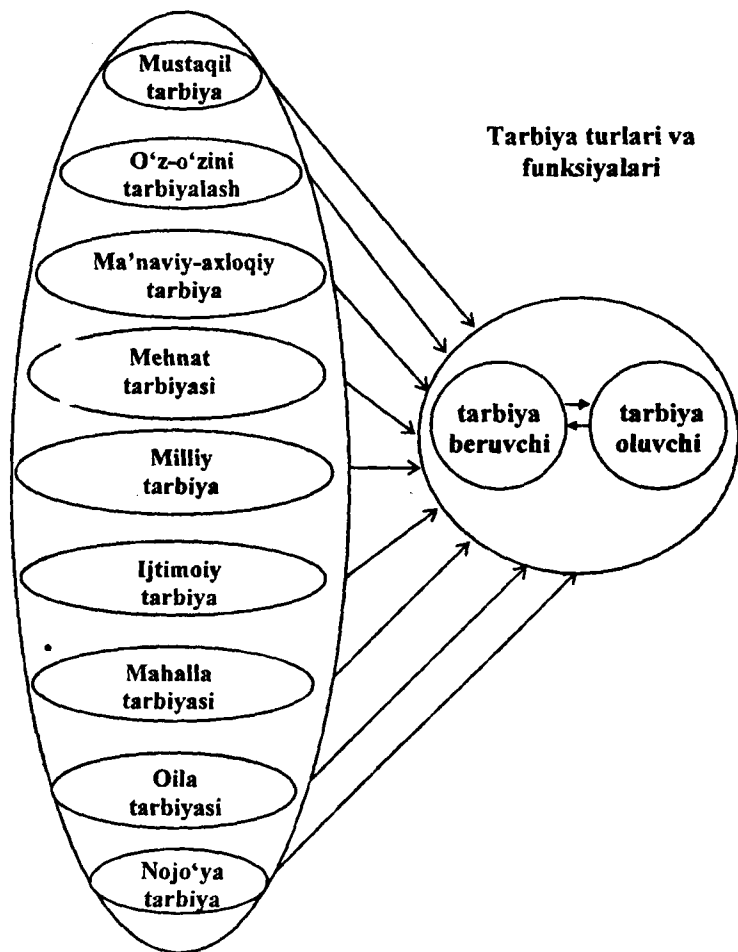 Mustaqil
tarbiya
O‘z-o‘zini
tarbiyalash
Ma’naviy-axloqiy
tarbiya
Mehnat
tarbiyasi
Milliy
tarbiya
Ijtimoiy
tarbiya
Mahalla
tarbiyasi
Oila
tarbiyasi
Nojo‘ya
tarbiya
Tarbiya turlari va
funksiyalari
tarbiya
beruvchi
tarbiya
oluvchi